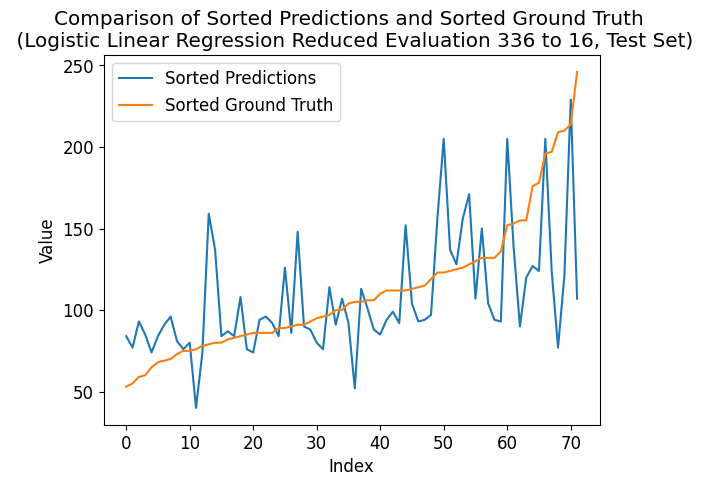 Comparison of Sorted Predictions and Sorted Ground Truth
(Logistic Linear Regression Reduced Evaluation 336 to 16, Test Set)
Sorted Predictions
Sorted Ground Truth
250
200
150
100
50
Value
0 10 20 30 40 50 60 70
Index